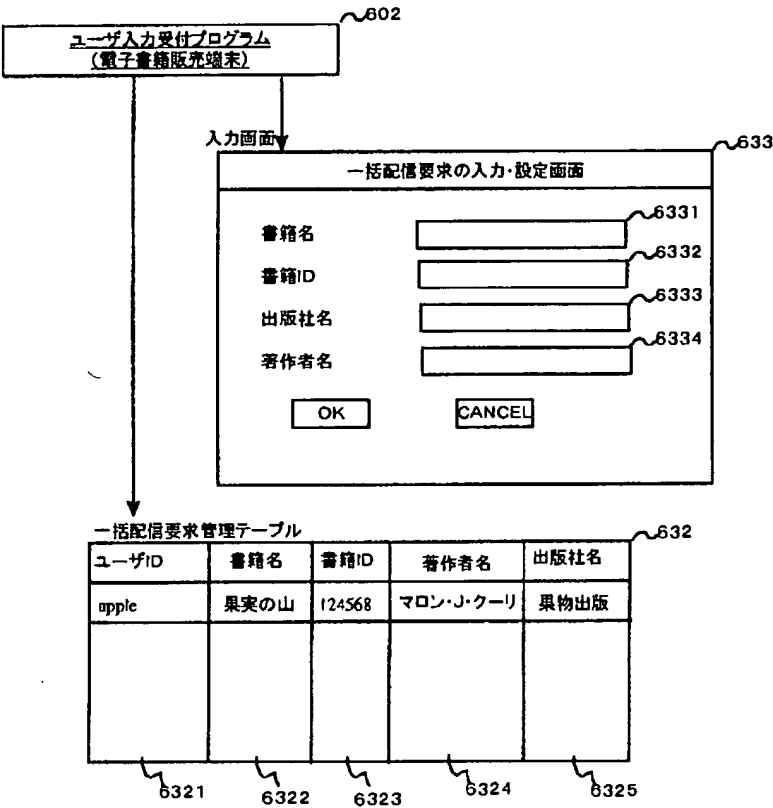 602
ユーザ入力受付プログラム
(電子書籍販売端末)
入力画面
633
一括配信要求の入力・設定画面
書籍名
6331
書籍ID
6332
出版社名
6333
著作者名
6334
OK CANCEL
一括配信要求管理テーブル
632
ユーザID 書籍名 書籍ID 著作者名 出版社名
apple 果実の山 124568 マロン・J・クーリ 果物出版
6321 6322 6323 6324 6325